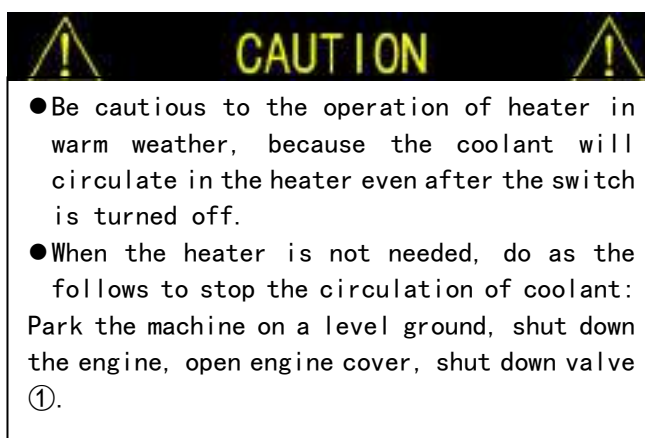 CAUTION
●Be cautious to the operation of heater in
warm weather, because the coolant will
circulate in the heater even after the switch
is turned off.
●When the heater is not needed, do as the
follows to stop the circulation of coolant:
Park the machine on a level ground, shut down
the engine, open engine cover, shut down valve
①.